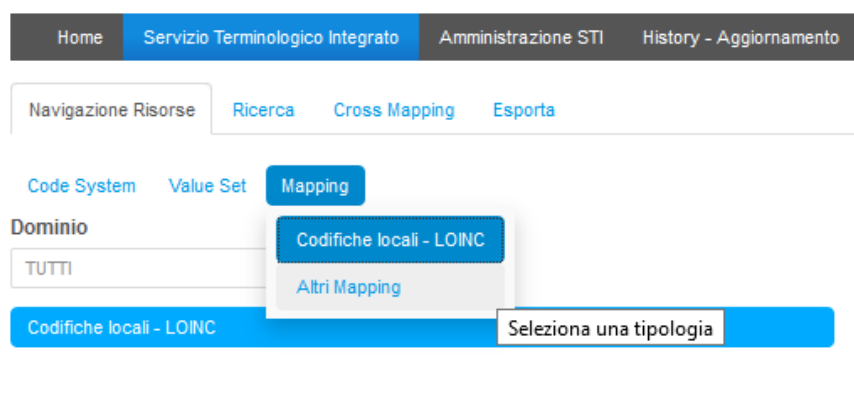 Home Servizio Terminologico Integrato Amministrazione STI History - Aggiornamento
Navigazione Risorse Ricerca Cross Mapping Esporta
Code System Value Set Mapping
Dominio
Codifiche locali - LOINC
TUTTI
Altri Mapping
Codifiche locali - LOINC
Seleziona una tipologia